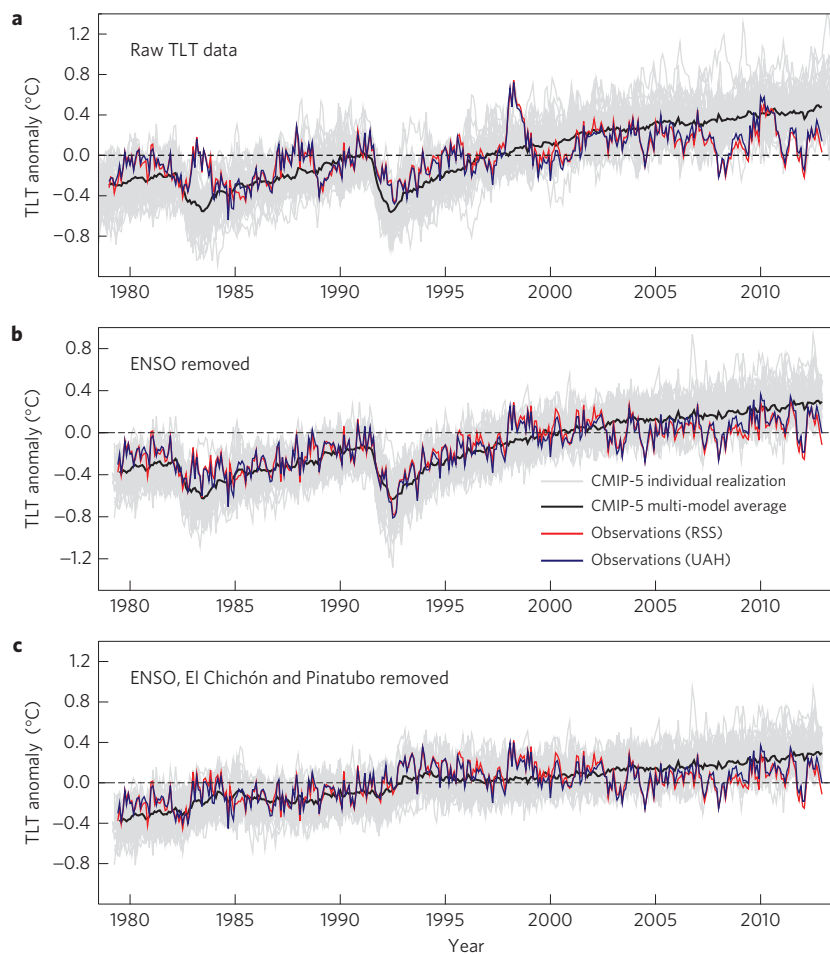 a
Raw TLT data
TLT anomaly (°C)
1.2
0.8
0.4
0.0
−0.4
−0.8
1980 1985 1990 1995 2000 2005 2010
b
ENSO removed
TLT anomaly (°C)
0.8
0.4
0.0
−0.4
−0.8
−1.2
CMIP-5 individual realization
CMIP-5 multi-model average
Observations (RSS)
Observations (UAH)
1980 1985 1990 1995 2000 2005 2010
c
ENSO, El Chichón and Pinatubo removed
TLT anomaly (°C)
1.2
0.8
0.4
0.0
−0.4
−0.8
1980 1985 1990 1995 2000 2005 2010
Year